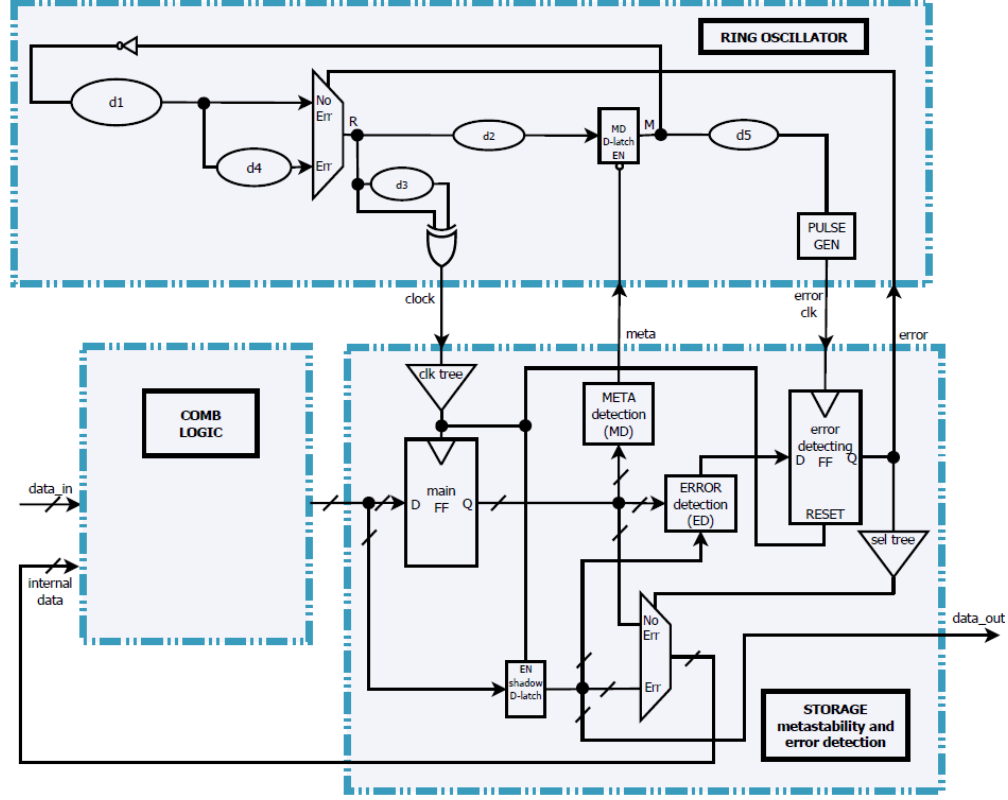 RING OSCILLATOR
d1
No
Err
R
d2
MD
D-latch
EN
M
d5
d4
Err
d3
PULSE
GEN
clock
meta
error
clk
error
COMB
LOGIC
clk tree
META
detection
(MD)
error
detecting
D FF Q
RESET
data_in
main
D FF Q
ERROR
detection
(ED)
sel tree
internal
data
No
Err
data_out
EN
shadow
D-latch
Err
STORAGE
metastability and
error detection